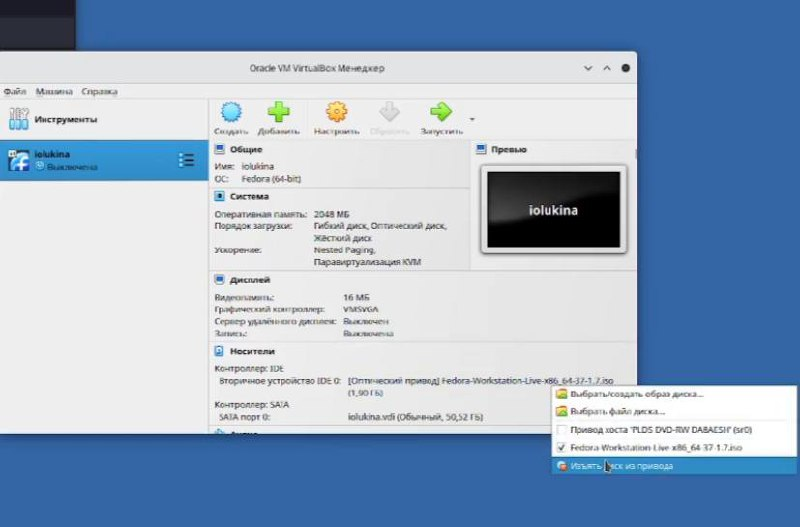 Oracle VM VirtualBox Менеджер
Файл Машина Справка
Инструменты
Создать Добавить Настроить Сбросить Запустить
iolukina
Выключена
Общие
Имя: iolukina
ОС: Fedora (64-bit)
Превью
iolukina
Система
Оперативная память: 2048 МБ
Порядок загрузки: Гибкий диск, Оптический диск,
Жёсткий диск
Ускорение: Nested Paging,
Паравиртуализация KVM
Дисплей
Видеопамять: 16 МБ
Графический контроллер: VMSVGA
Сервер удалённого дисплея: Выключен
Запись: Выключена
Носители
Контроллер: IDE
Вторичное устройство IDE 0: [Оптический привод] Fedora-Workstation-Live-x86_64-37-1.7.iso
(1,90 ГБ)
Контроллер: SATA
SATA порт 0: iolukina.vdi (Обычный, 50,52 ГБ)
Выбрать/создать образ диска...
Выбрать файл диска...
Привод хоста "PLDS DVD-RW DA8AESH" (sr0)
Fedora-Workstation-Live-x86_64-37-1.7.iso
Изъять диск из привода